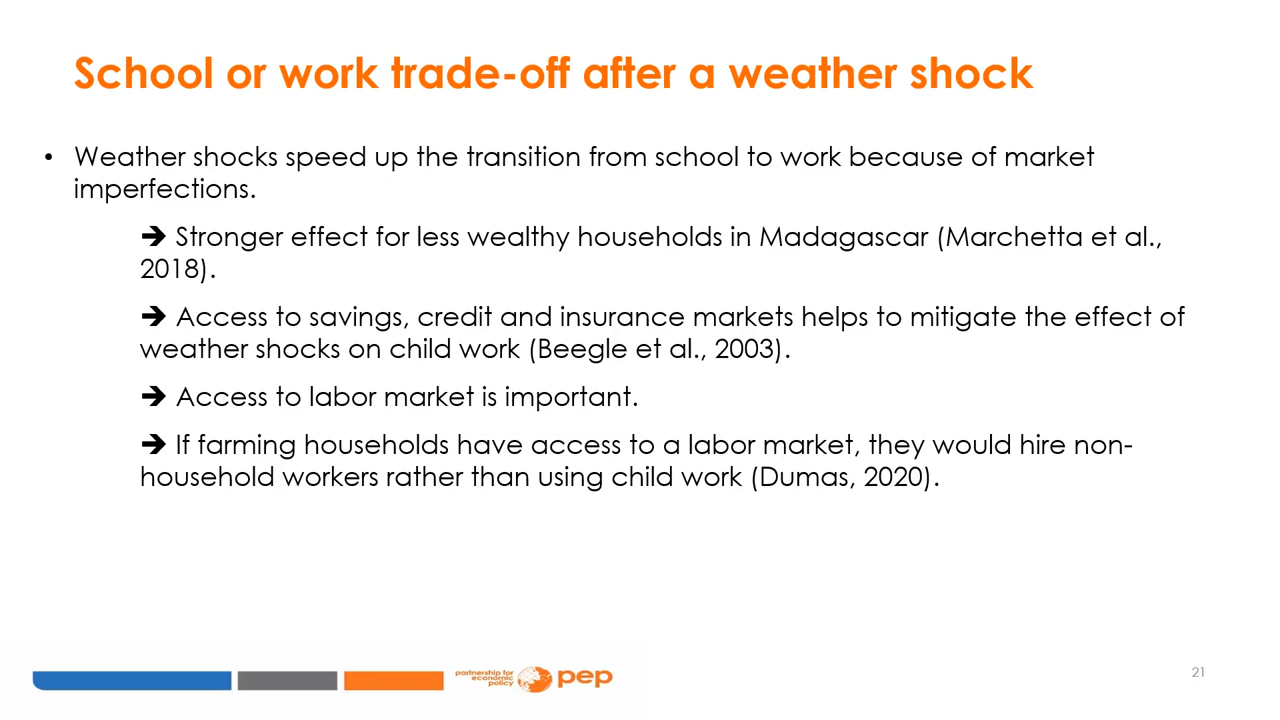 School or work trade-off after a weather shock
• Weather shocks speed up the transition from school to work because of market
imperfections.
➔ Stronger effect for less wealthy households in Madagascar (Marchetta et al.,
2018).
➔ Access to savings, credit and insurance markets helps to mitigate the effect of
weather shocks on child work (Beegle et al., 2003).
➔ Access to labor market is important.
➔ If farming households have access to a labor market, they would hire non-
household workers rather than using child work (Dumas, 2020).
partnership for
economic
policy
pep
21